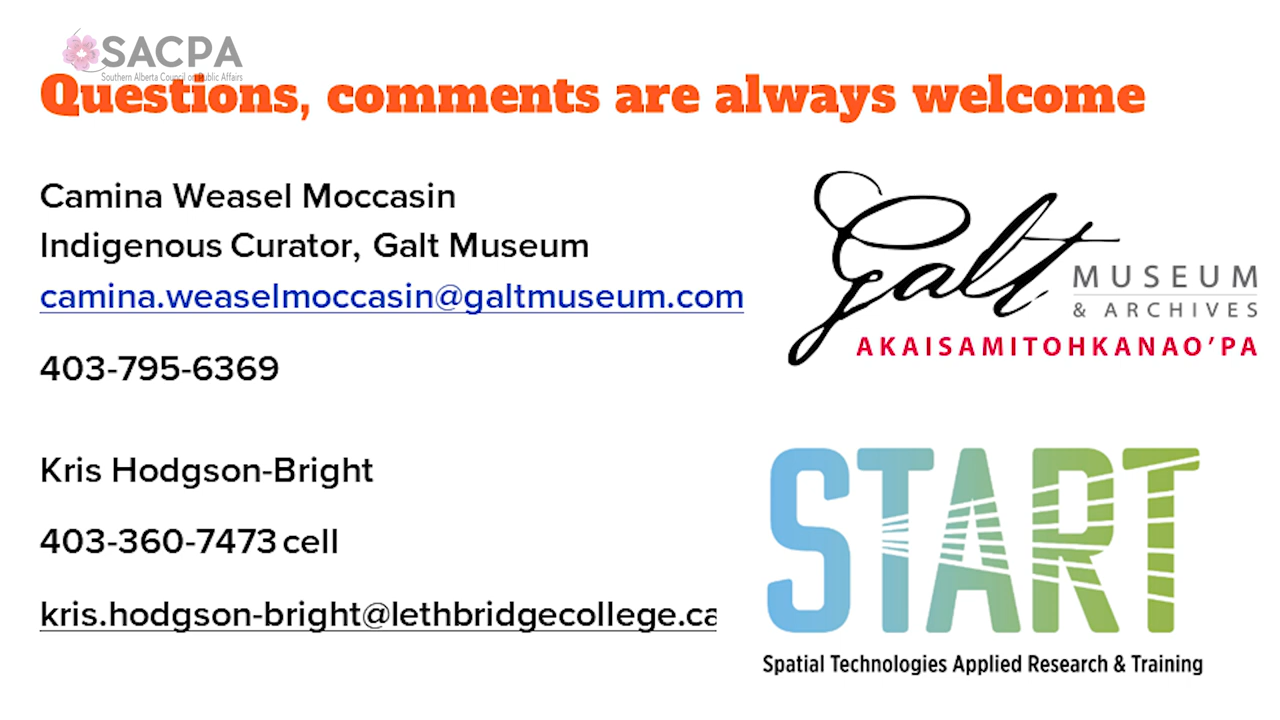 SACPA
Southern Alberta Council on Public Affairs
Questions, comments are always welcome
Camina Weasel Moccasin
Indigenous Curator, Galt Museum
camina.weaselmoccasin@galtmuseum.com
403-795-6369
Kris Hodgson-Bright
403-360-7473 cell
kris.hodgson-bright@lethbridgecollege.ca
Galt MUSEUM
& ARCHIVES
AKAISAMITOHKANAO'PA
START
Spatial Technologies Applied Research & Training